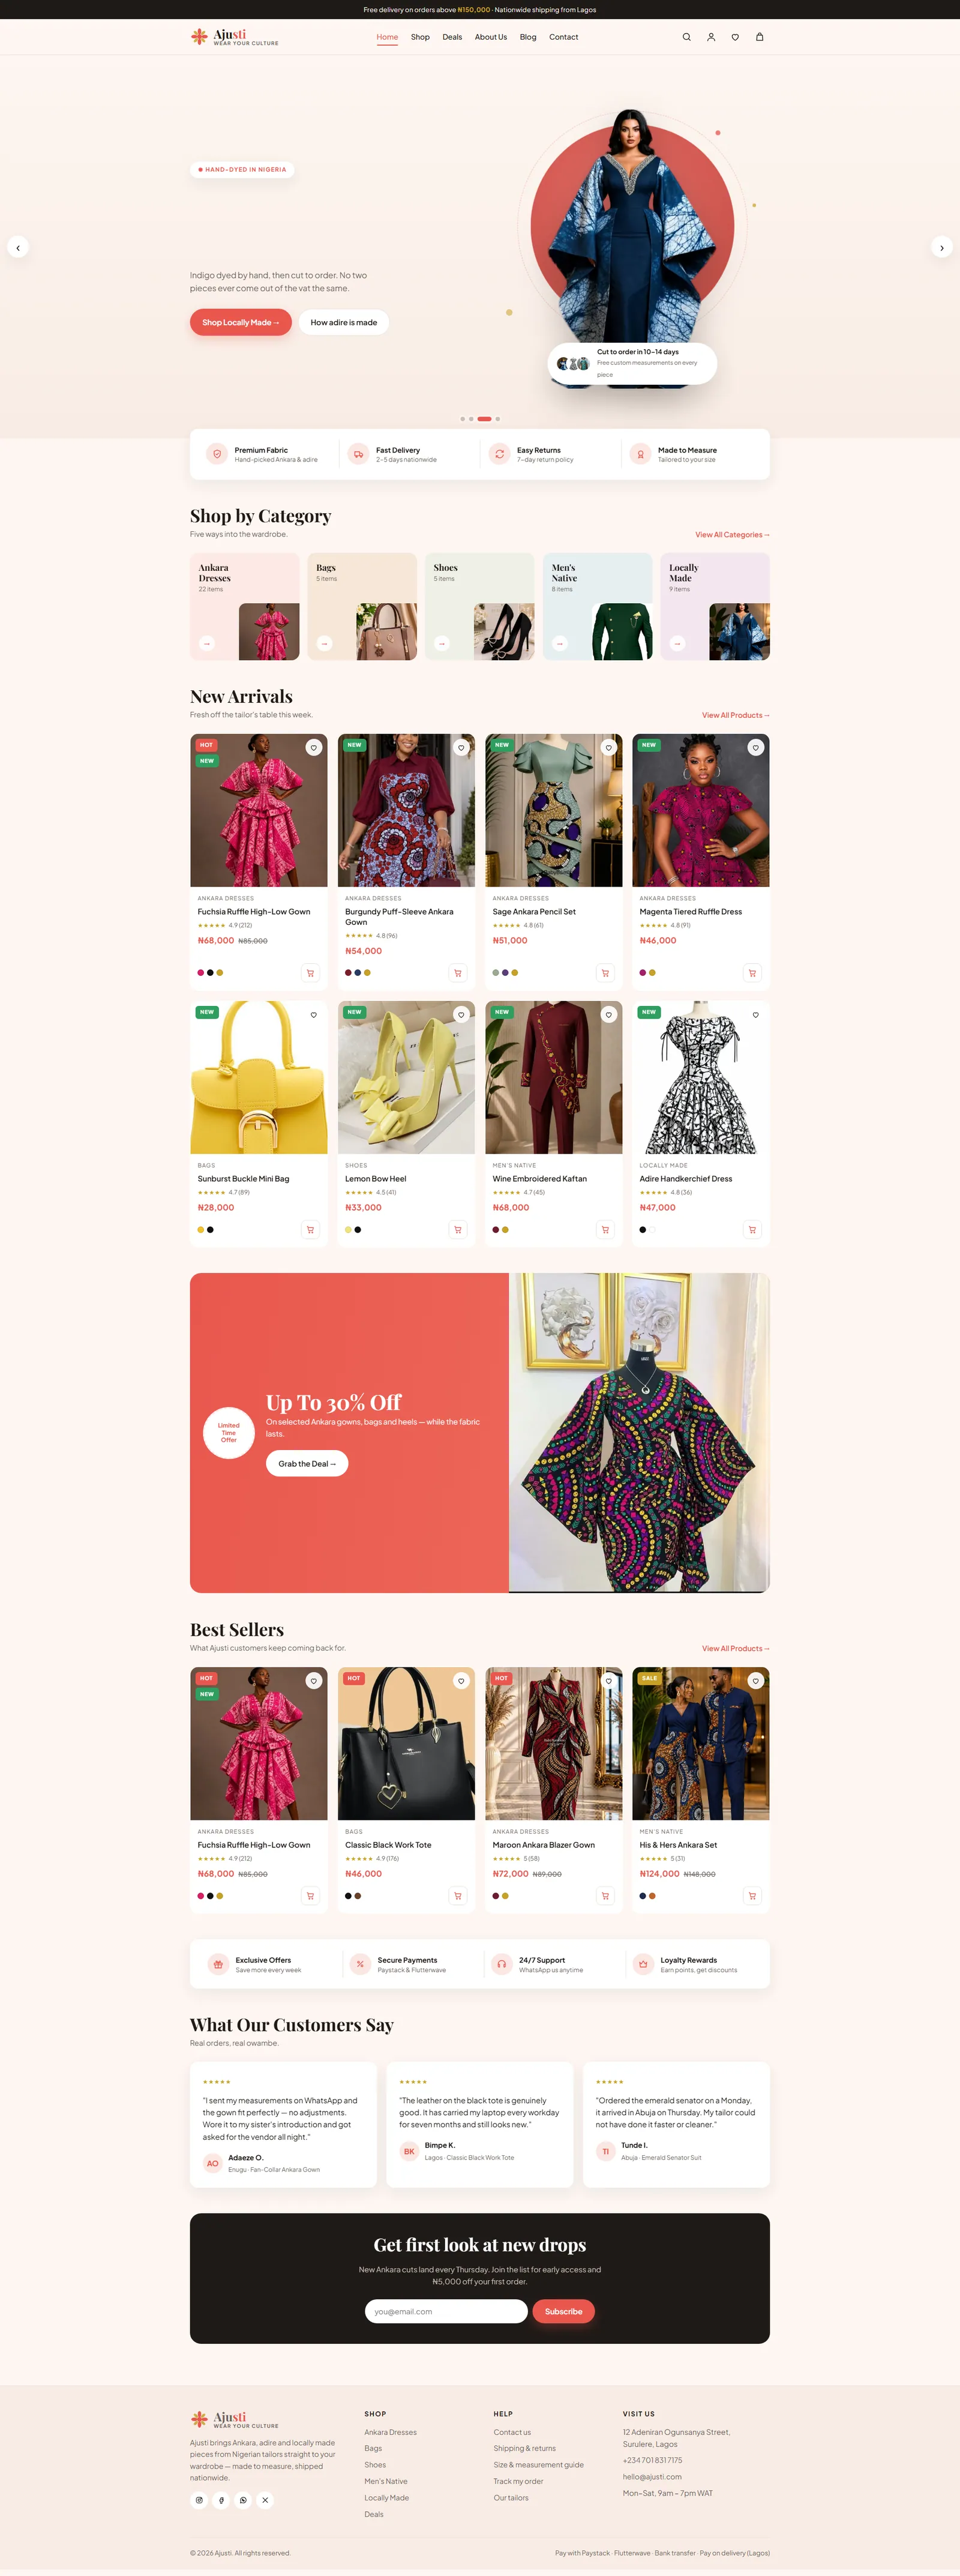 Free delivery on orders above ₦150,000 · Nationwide shipping from Lagos
Ajusti
WEAR YOUR CULTURE
Home Shop Deals About Us Blog Contact
HAND-DYED IN NIGERIA
Indigo dyed by hand, then cut to order. No two
pieces ever come out of the vat the same.
Shop Locally Made →
How adire is made
Cut to order in 10–14 days
Free custom measurements on every
piece
Premium Fabric
Hand-picked Ankara & adire
Fast Delivery
2–5 days nationwide
Easy Returns
7-day return policy
Made to Measure
Tailored to your size
Shop by Category
Five ways into the wardrobe.
View All Categories →
Ankara
Dresses
22 items
Bags
5 items
Shoes
5 items
Men's
Native
8 items
Locally
Made
9 items
New Arrivals
Fresh off the tailor's table this week.
View All Products →
HOT
NEW
ANKARA DRESSES
Fuchsia Ruffle High-Low Gown
★★★★★ 4.9 (212)
₦68,000 ₦85,000
NEW
ANKARA DRESSES
Burgundy Puff-Sleeve Ankara
Gown
★★★★★ 4.8 (96)
₦54,000
NEW
ANKARA DRESSES
Sage Ankara Pencil Set
★★★★★ 4.8 (61)
₦51,000
NEW
ANKARA DRESSES
Magenta Tiered Ruffle Dress
★★★★★ 4.8 (91)
₦46,000
NEW
BAGS
Sunburst Buckle Mini Bag
★★★★★ 4.7 (89)
₦28,000
NEW
SHOES
Lemon Bow Heel
★★★★★ 4.5 (41)
₦33,000
NEW
MEN'S NATIVE
Wine Embroidered Kaftan
★★★★★ 4.7 (45)
₦68,000
NEW
LOCALLY MADE
Adire Handkerchief Dress
★★★★★ 4.8 (36)
₦47,000
Limited
Time
Offer
Up To 30% Off
On selected Ankara gowns, bags and heels — while the fabric
lasts.
Grab the Deal →
Best Sellers
What Ajusti customers keep coming back for.
View All Products →
HOT
NEW
ANKARA DRESSES
Fuchsia Ruffle High-Low Gown
★★★★★ 4.9 (212)
₦68,000 ₦85,000
HOT
BAGS
Classic Black Work Tote
★★★★★ 4.9 (176)
₦46,000
HOT
ANKARA DRESSES
Maroon Ankara Blazer Gown
★★★★★ 5 (58)
₦72,000 ₦89,000
SALE
MEN'S NATIVE
His & Hers Ankara Set
★★★★★ 5 (31)
₦124,000 ₦148,000
Exclusive Offers
Save more every week
Secure Payments
Paystack & Flutterwave
24/7 Support
WhatsApp us anytime
Loyalty Rewards
Earn points, get discounts
What Our Customers Say
Real orders, real owambe.
★★★★★
"I sent my measurements on WhatsApp and
the gown fit perfectly — no adjustments.
Wore it to my sister's introduction and got
asked for the vendor all night."
AO
Adaeze O.
Enugu · Fan-Collar Ankara Gown
★★★★★
"The leather on the black tote is genuinely
good. It has carried my laptop every workday
for seven months and still looks new."
BK
Bimpe K.
Lagos · Classic Black Work Tote
★★★★★
"Ordered the emerald senator on a Monday,
it arrived in Abuja on Thursday. My tailor could
not have done it faster or cleaner."
TI
Tunde I.
Abuja · Emerald Senator Suit
Get first look at new drops
New Ankara cuts land every Thursday. Join the list for early access and
₦5,000 off your first order.
you@email.com
Subscribe
Ajusti
WEAR YOUR CULTURE
Ajusti brings Ankara, adire and locally made
pieces from Nigerian tailors straight to your
wardrobe — made to measure, shipped
nationwide.
SHOP
Ankara Dresses
Bags
Shoes
Men's Native
Locally Made
Deals
HELP
Contact us
Shipping & returns
Size & measurement guide
Track my order
Our tailors
VISIT US
12 Adeniran Ogunsanya Street,
Surulere, Lagos
+234 701 831 7175
hello@ajusti.com
Mon–Sat, 9am – 7pm WAT
© 2026 Ajusti. All rights reserved.
Pay with Paystack · Flutterwave · Bank transfer · Pay on delivery (Lagos)